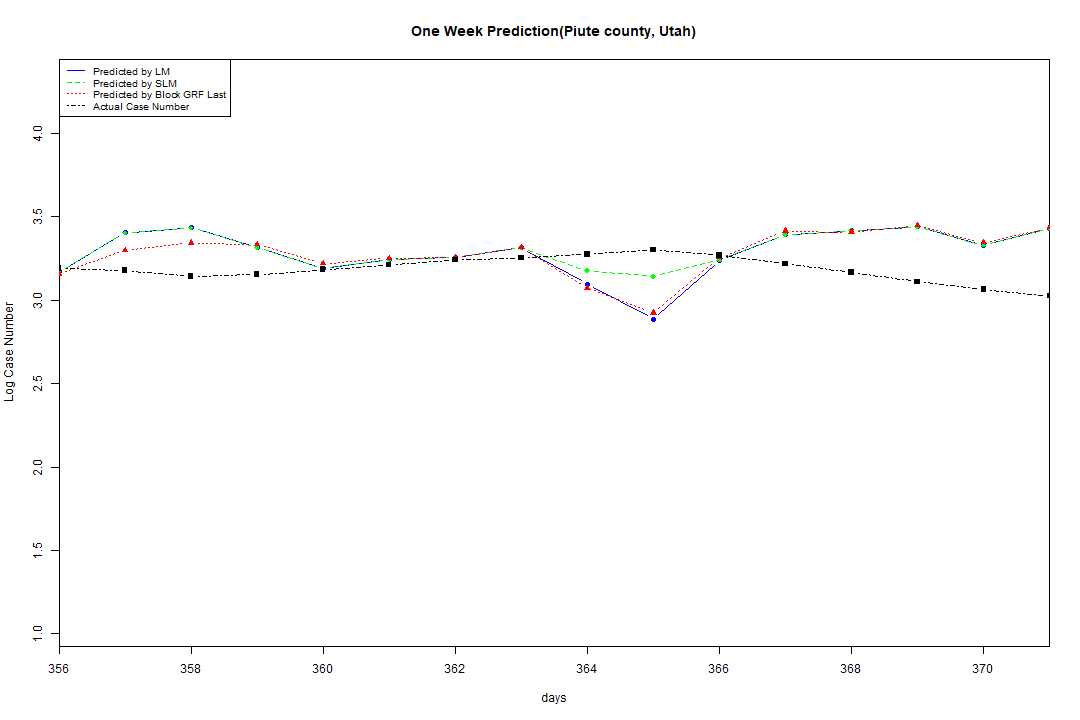 One Week Prediction(Piute county, Utah)
Predicted by LM
Predicted by SLM
Predicted by Block GRF Last
Actual Case Number
Log Case Number
4.0
3.5
3.0
2.5
2.0
1.5
1.0
356 358 360 362 364 366 368 370
days